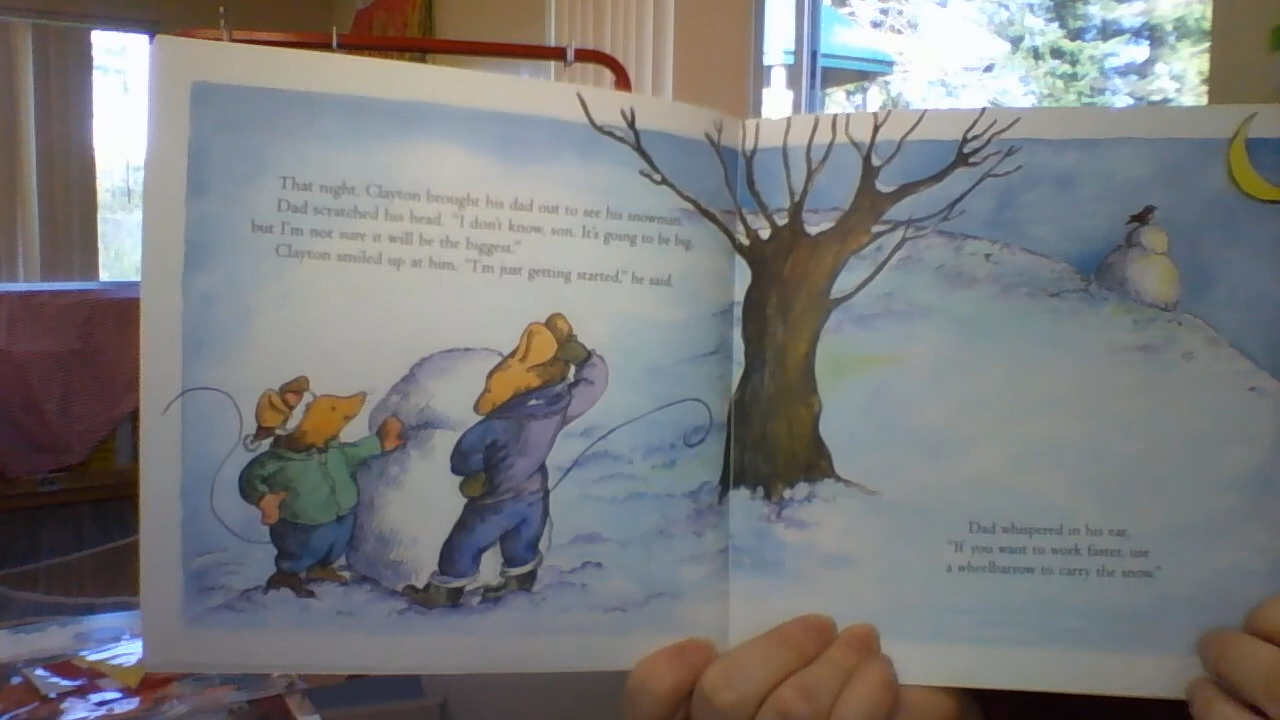 That night, Clayton brought his dad out to see his snowman.
Dad scratched his head. "I don't know, son. It's going to be big,
but I'm not sure it will be the biggest."
Clayton smiled up at him. "I'm just getting started," he said.
Dad whispered in his ear,
"If you want to work faster, use
a wheelbarrow to carry the snow."